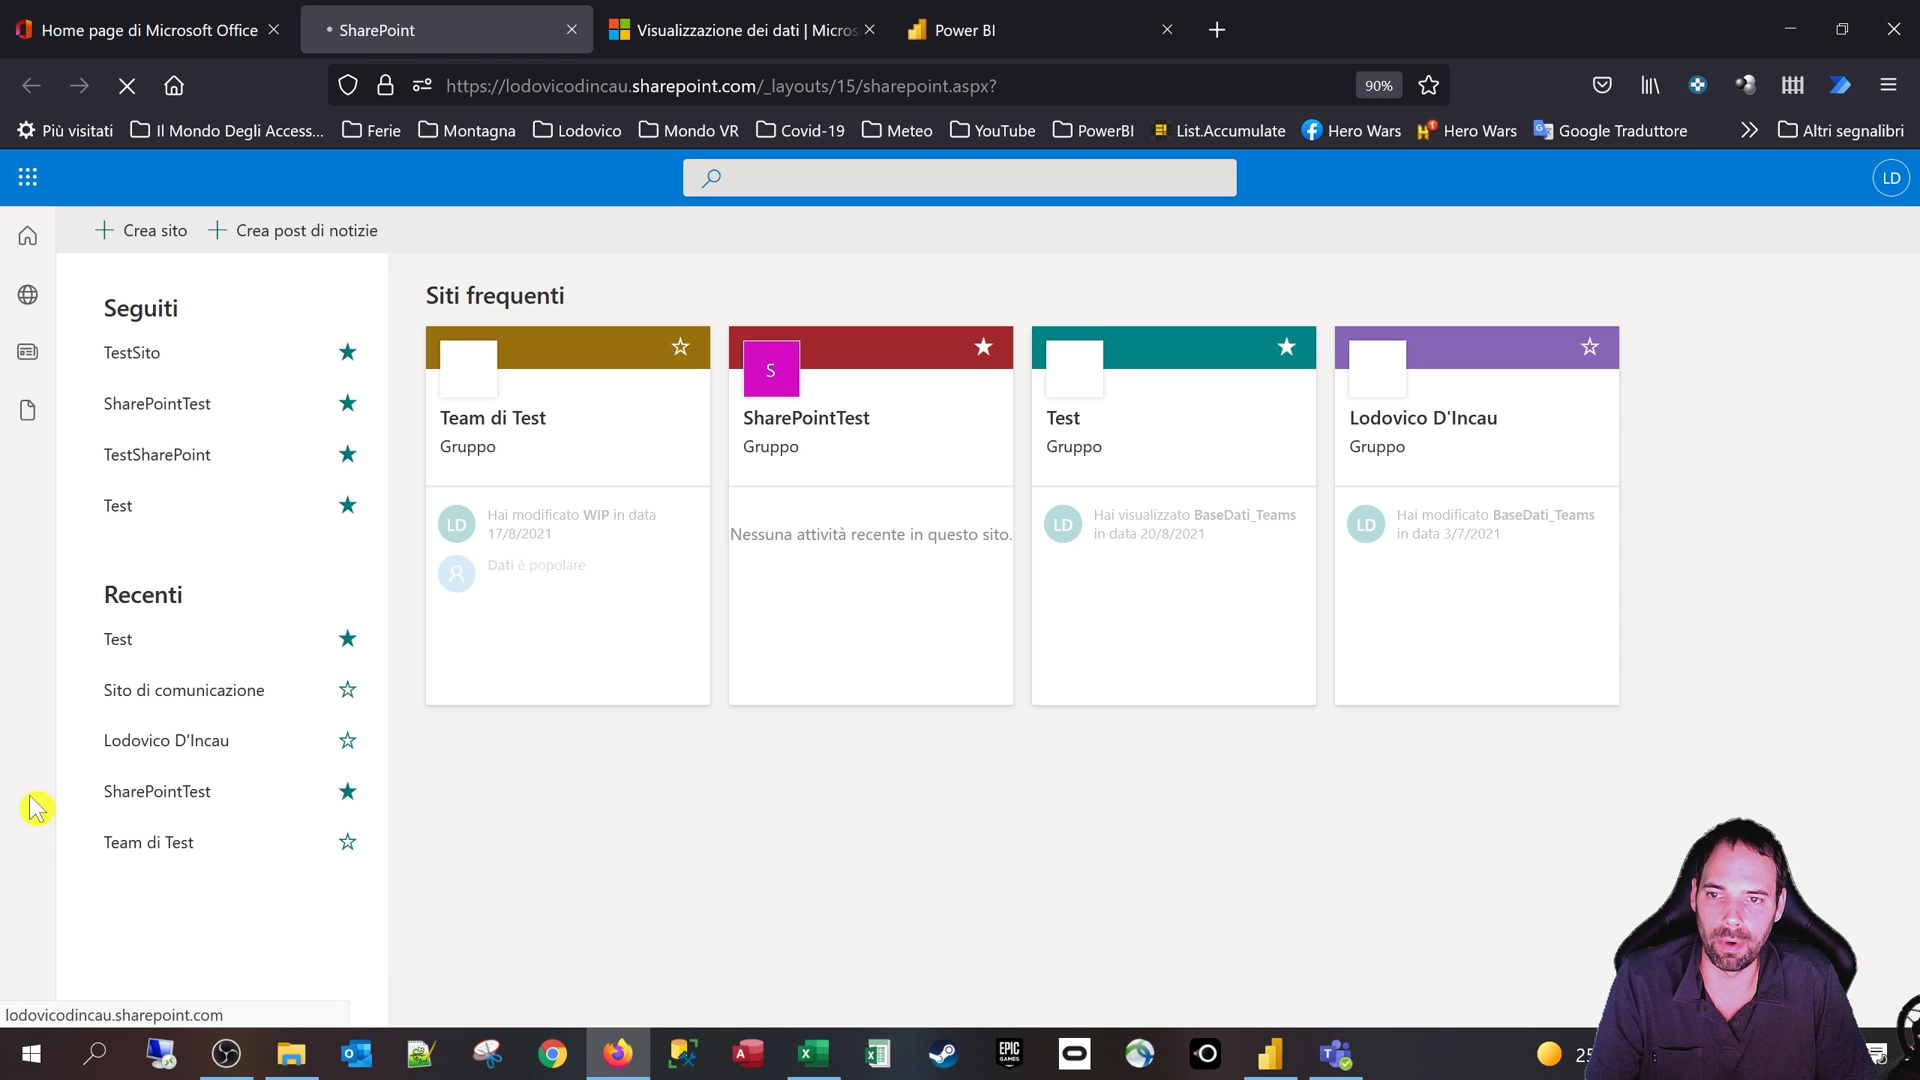 Home page di Microsoft Office
SharePoint
Visualizzazione dei dati | Micros
Power BI
https://lodovicodincau.sharepoint.com/_layouts/15/sharepoint.aspx?
90%
Più visitati
Il Mondo Degli Access...
Ferie
Montagna
Lodovico
Mondo VR
Covid-19
Meteo
YouTube
PowerBI
List.Accumulate
Hero Wars
Hero Wars
Google Traduttore
Altri segnalibri
LD
Crea sito
Crea post di notizie
Seguiti
TestSito
SharePointTest
TestSharePoint
Test
Recenti
Test
Sito di comunicazione
Lodovico D'Incau
SharePointTest
Team di Test
Siti frequenti
Team di Test
Gruppo
LD
Hai modificato WIP in data
17/8/2021
Dati è popolare
S
SharePointTest
Gruppo
Nessuna attività recente in questo sito.
Test
Gruppo
LD
Hai visualizzato BaseDati_Teams
in data 20/8/2021
Lodovico D'Incau
Gruppo
LD
Hai modificato BaseDati_Teams
in data 3/7/2021
lodovicodincau.sharepoint.com
EPIC
GAMES